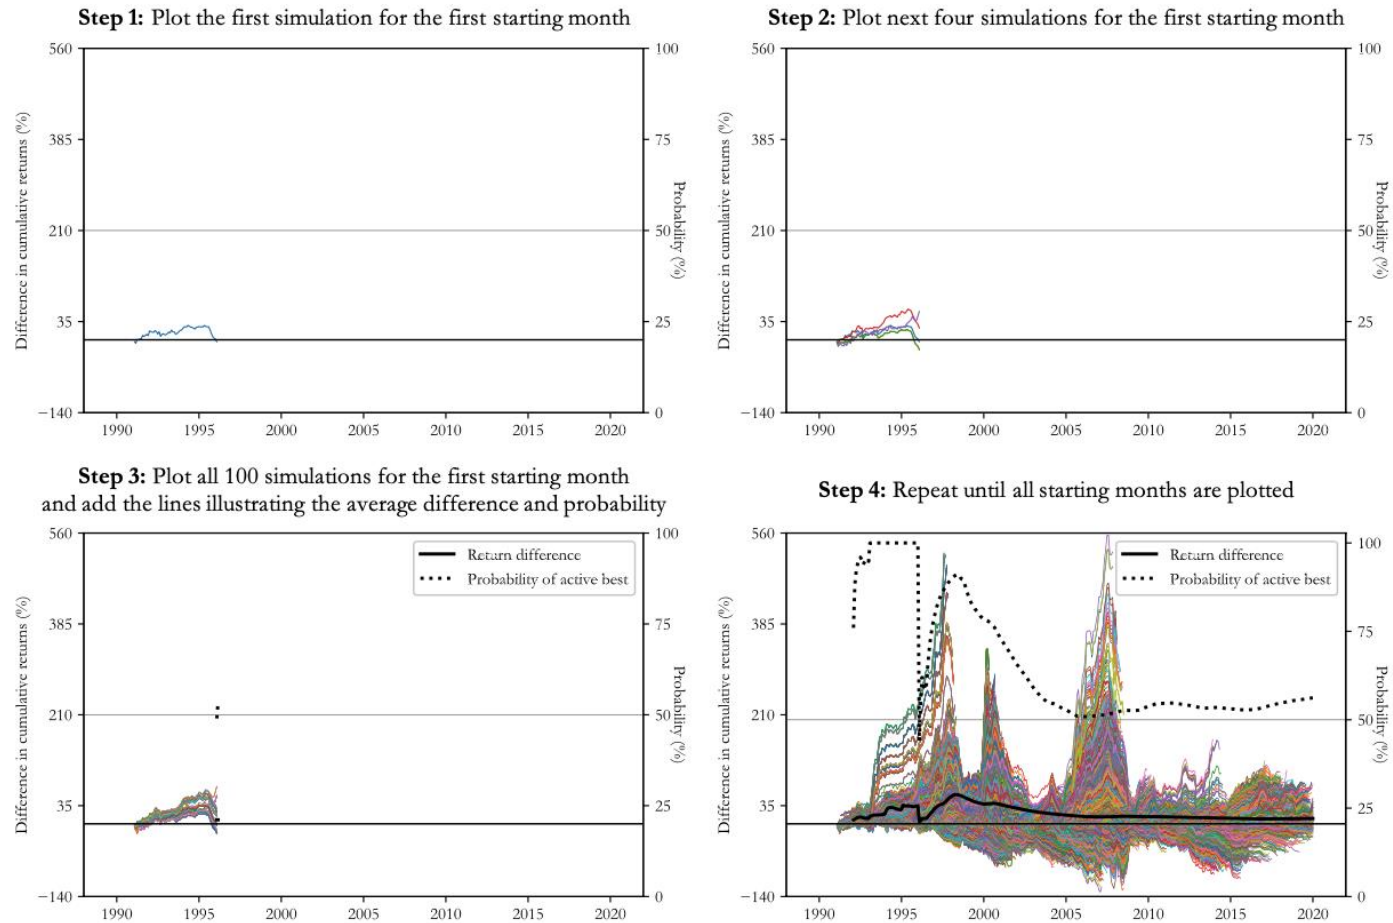 Step 1: Plot the first simulation for the first starting month
560
385
210
35
−140
Difference in cumulative returns (%)
100
75
50
25
0
Probability (%)
1990 1995 2000 2005 2010 2015 2020
Step 2: Plot next four simulations for the first starting month
560
385
210
35
−140
Difference in cumulative returns (%)
100
75
50
25
0
Probability (%)
1990 1995 2000 2005 2010 2015 2020
Step 3: Plot all 100 simulations for the first starting month
and add the lines illustrating the average difference and probability
560
385
210
35
−140
Difference in cumulative returns (%)
Return difference
Probability of active best
100
75
50
25
0
Probability (%)
1990 1995 2000 2005 2010 2015 2020
Step 4: Repeat until all starting months are plotted
560
385
210
35
−140
Difference in cumulative returns (%)
Return difference
Probability of active best
100
75
50
25
0
Probability (%)
1990 1995 2000 2005 2010 2015 2020